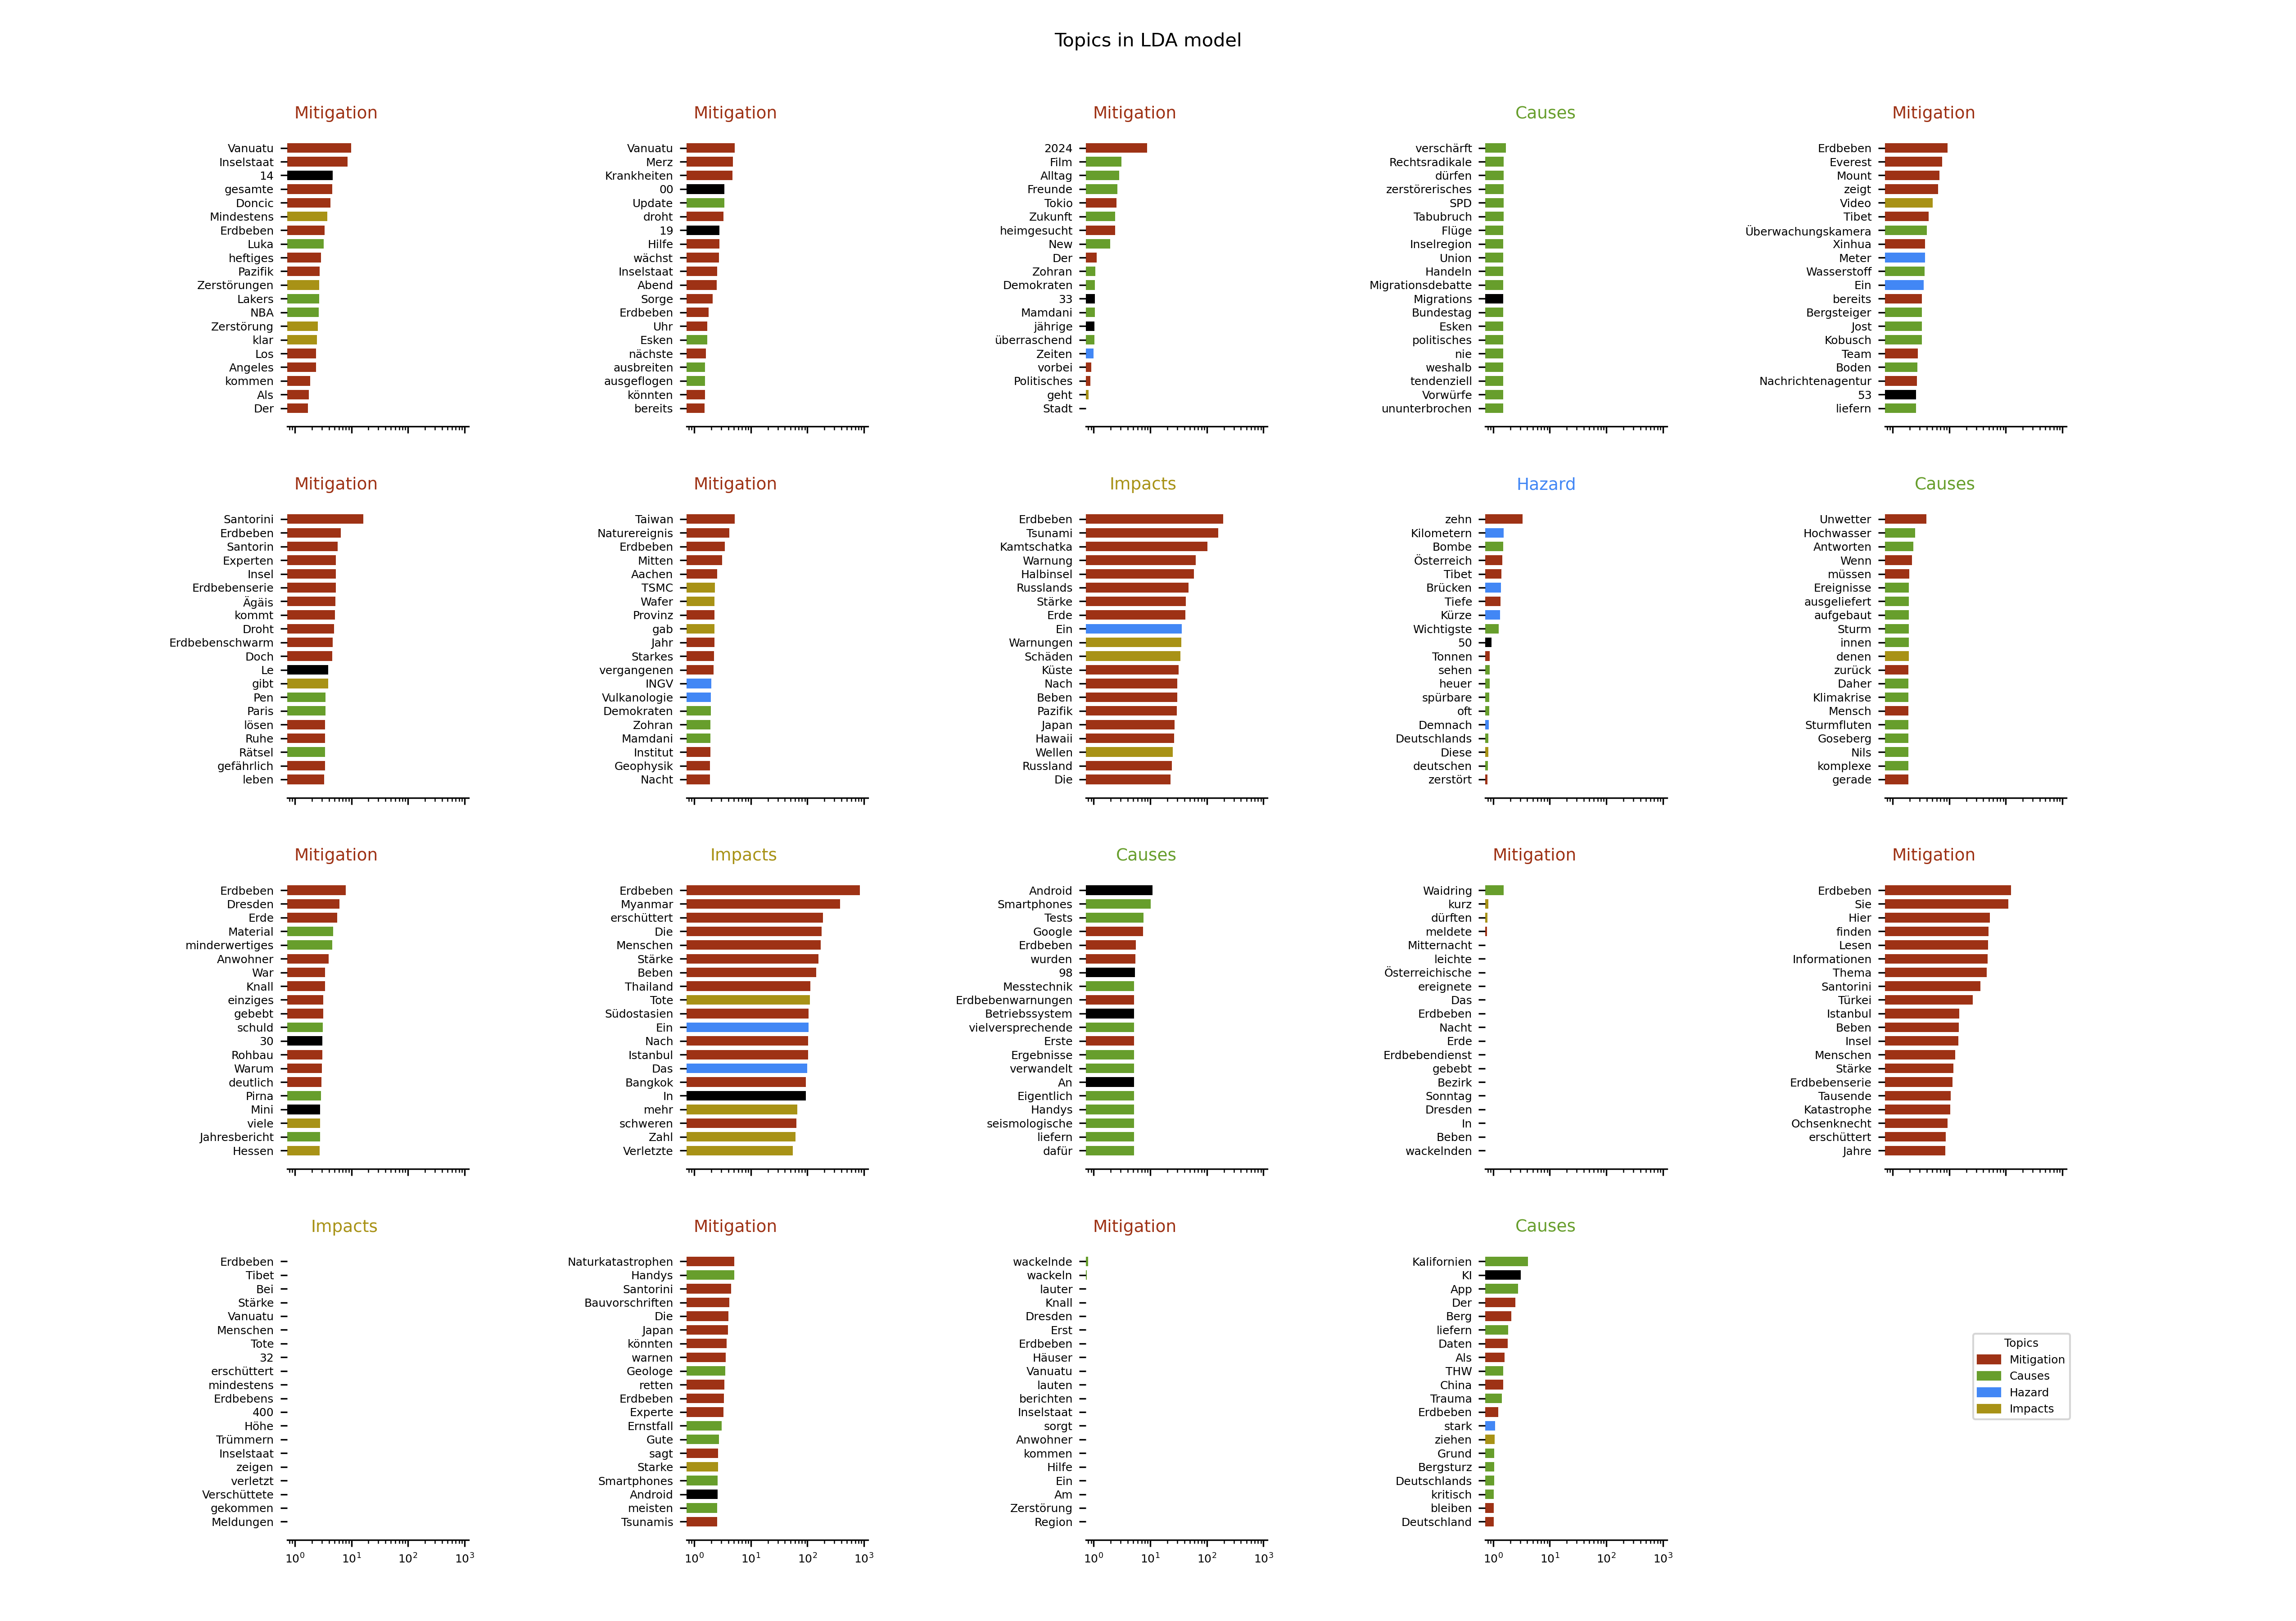 Topics in LDA model
Mitigation
Vanuatu
Inselstaat
14
gesamte
Doncic
Mindestens
Erdbeben
Luka
heftiges
Pazifik
Zerstörungen
Lakers
NBA
Zerstörung
klar
Los
Angeles
kommen
Als
Der
Mitigation
Vanuatu
Merz
Krankheiten
00
Update
droht
19
Hilfe
wächst
Inselstaat
Abend
Sorge
Erdbeben
Uhr
Esken
nächste
ausbreiten
ausgeflogen
könnten
bereits
Mitigation
2024
Film
Alltag
Freunde
Tokio
Zukunft
heimgesucht
New
Der
Zohran
Demokraten
33
Mamdani
jährige
überraschend
Zeiten
vorbei
Politisches
geht
Stadt
Causes
verschärft
Rechtsradikale
dürfen
zerstörerisches
SPD
Tabubruch
Flüge
Inselregion
Union
Handeln
Migrationsdebatte
Migrations
Bundestag
Esken
politisches
nie
weshalb
tendenziell
Vorwürfe
ununterbrochen
Mitigation
Erdbeben
Everest
Mount
zeigt
Video
Tibet
Überwachungskamera
Xinhua
Meter
Wasserstoff
Ein
bereits
Bergsteiger
Jost
Kobusch
Team
Boden
Nachrichtenagentur
53
liefern
Mitigation
Santorini
Erdbeben
Santorin
Experten
Insel
Erdbebenserie
Ägäis
kommt
Droht
Erdbebenschwarm
Doch
Le
gibt
Pen
Paris
lösen
Ruhe
Rätsel
gefährlich
leben
Mitigation
Taiwan
Naturereignis
Erdbeben
Mitten
Aachen
TSMC
Wafer
Provinz
gab
Jahr
Starkes
vergangenen
INGV
Vulkanologie
Demokraten
Zohran
Mamdani
Institut
Geophysik
Nacht
Impacts
Erdbeben
Tsunami
Kamtschatka
Warnung
Halbinsel
Russlands
Stärke
Erde
Ein
Warnungen
Schäden
Küste
Nach
Beben
Pazifik
Japan
Hawaii
Wellen
Russland
Die
Hazard
zehn
Kilometern
Bombe
Österreich
Tibet
Brücken
Tiefe
Kürze
Wichtigste
50
Tonnen
sehen
heuer
spürbare
oft
Demnach
Deutschlands
Diese
deutschen
zerstört
Causes
Unwetter
Hochwasser
Antworten
Wenn
müssen
Ereignisse
ausgeliefert
aufgebaut
Sturm
innen
denen
zurück
Daher
Klimakrise
Mensch
Sturmfluten
Goseberg
Nils
komplexe
gerade
Mitigation
Erdbeben
Dresden
Erde
Material
minderwertiges
Anwohner
War
Knall
einziges
gebebt
schuld
30
Rohbau
Warum
deutlich
Pirna
Mini
viele
Jahresbericht
Hessen
Impacts
Erdbeben
Myanmar
erschüttert
Die
Menschen
Stärke
Beben
Thailand
Tote
Südostasien
Ein
Nach
Istanbul
Das
Bangkok
In
mehr
schweren
Zahl
Verletzte
Causes
Android
Smartphones
Tests
Google
Erdbeben
wurden
98
Messtechnik
Erdbebenwarnungen
Betriebssystem
vielversprechende
Erste
Ergebnisse
verwandelt
An
Eigentlich
Handys
seismologische
liefern
dafür
Mitigation
Waidring
kurz
dürften
meldete
Mitternacht
leichte
Österreichische
ereignete
Das
Erdbeben
Nacht
Erde
Erdbebendienst
gebebt
Bezirk
Sonntag
Dresden
In
Beben
wackelnden
Mitigation
Erdbeben
Sie
Hier
finden
Lesen
Informationen
Thema
Santorini
Türkei
Istanbul
Beben
Insel
Menschen
Stärke
Erdbebenserie
Tausende
Katastrophe
Ochsenknecht
erschüttert
Jahre
Impacts
Erdbeben
Tibet
Bei
Stärke
Vanuatu
Menschen
Tote
32
erschüttert
mindestens
Erdbebens
400
Höhe
Trümmern
Inselstaat
zeigen
verletzt
Verschüttete
gekommen
Meldungen
10⁰ 10¹ 10² 10³
Mitigation
Naturkatastrophen
Handys
Santorini
Bauvorschriften
Die
Japan
könnten
warnen
Geologe
retten
Erdbeben
Experte
Ernstfall
Gute
sagt
Starke
Smartphones
Android
meisten
Tsunamis
10⁰ 10¹ 10² 10³
Mitigation
wackelnde
wackeln
lauter
Knall
Dresden
Erst
Erdbeben
Häuser
Vanuatu
lauten
berichten
Inselstaat
sorgt
Anwohner
kommen
Hilfe
Ein
Am
Zerstörung
Region
10⁰ 10¹ 10² 10³
Causes
Kalifornien
KI
App
Der
Berg
liefern
Daten
Als
THW
China
Trauma
Erdbeben
stark
ziehen
Grund
Bergsturz
Deutschlands
kritisch
bleiben
Deutschland
10⁰ 10¹ 10² 10³
Topics
Mitigation
Causes
Hazard
Impacts